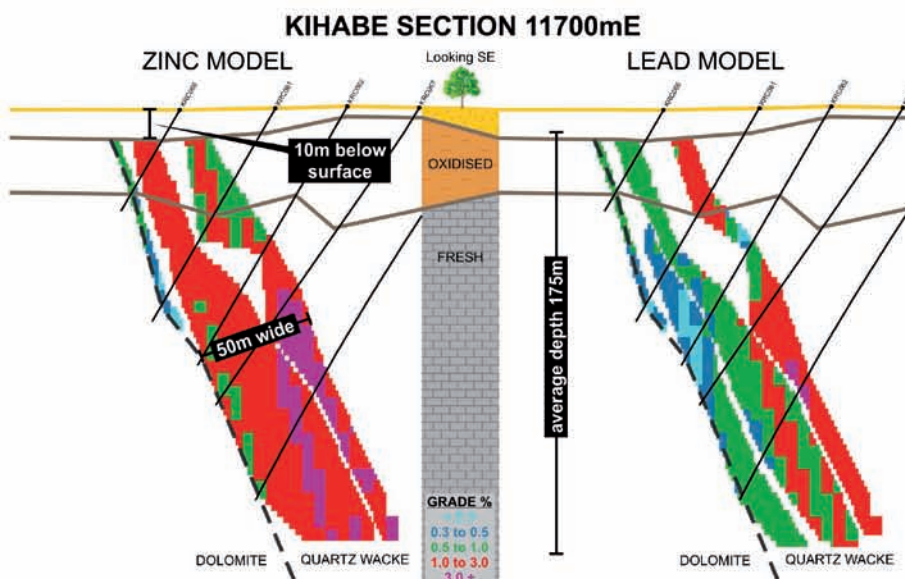 KIHABE SECTION 11700mE
ZINC MODEL
Looking SE
LEAD MODEL
10m below
surface
OXIDISED
FRESH
50m wide
average depth 175m
GRADE %
0.3 to 0.5
0.5 to 1.0
1.0 to 3.0
3.0 +
DOLOMITE
QUARTZ WACKE
DOLOMITE
QUARTZ WACKE